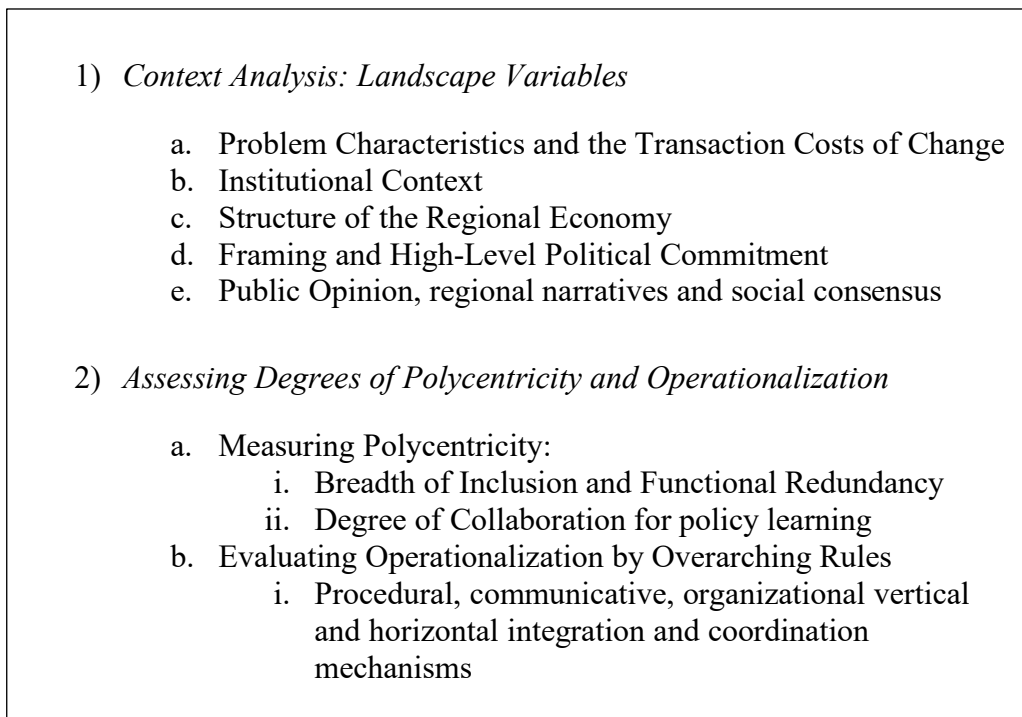 1) Context Analysis: Landscape Variables
a. Problem Characteristics and the Transaction Costs of Change
b. Institutional Context
c. Structure of the Regional Economy
d. Framing and High-Level Political Commitment
e. Public Opinion, regional narratives and social consensus
2) Assessing Degrees of Polycentricity and Operationalization
a. Measuring Polycentricity:
i. Breadth of Inclusion and Functional Redundancy
ii. Degree of Collaboration for policy learning
b. Evaluating Operationalization by Overarching Rules
i. Procedural, communicative, organizational vertical
and horizontal integration and coordination
mechanisms